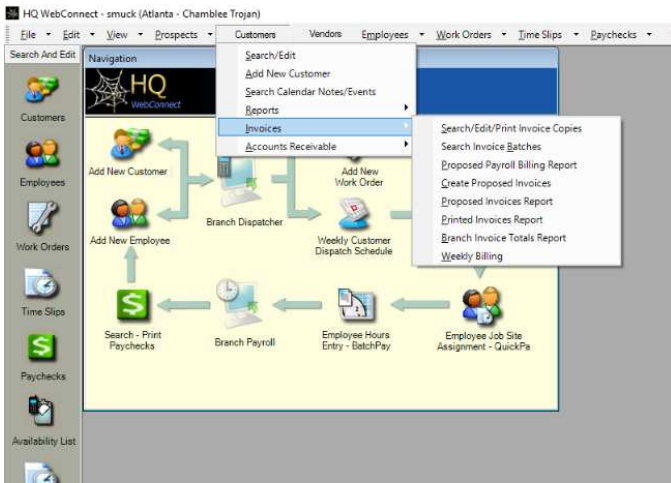 HQ WebConnect - smuck (Atlanta - Chamblee Trojan)
File Edit View Prospects Customers Vendors Employees Work Orders Time Slips Paychecks
Search And Edit
Customers
Employees
Work Orders
Time Slips
Paychecks
Availability List
Navigation
HQ
WebConnect
Search/Edit
Add New Customer
Search Calendar Notes/Events
Reports
Invoices
Accounts Receivable
Search/Edit/Print Invoice Copies
Search Invoice Batches
Proposed Payroll Billing Report
Create Proposed Invoices
Proposed Invoices Report
Printed Invoices Report
Branch Invoice Totals Report
Weekly Billing
Add New Customer
Add New Employee
Branch Dispatcher
Add New
Work Order
Weekly Customer
Dispatch Schedule
Search - Print
Paychecks
Branch Payroll
Employee Hours
Entry - BatchPay
Employee Job Site
Assignment - QuickPa